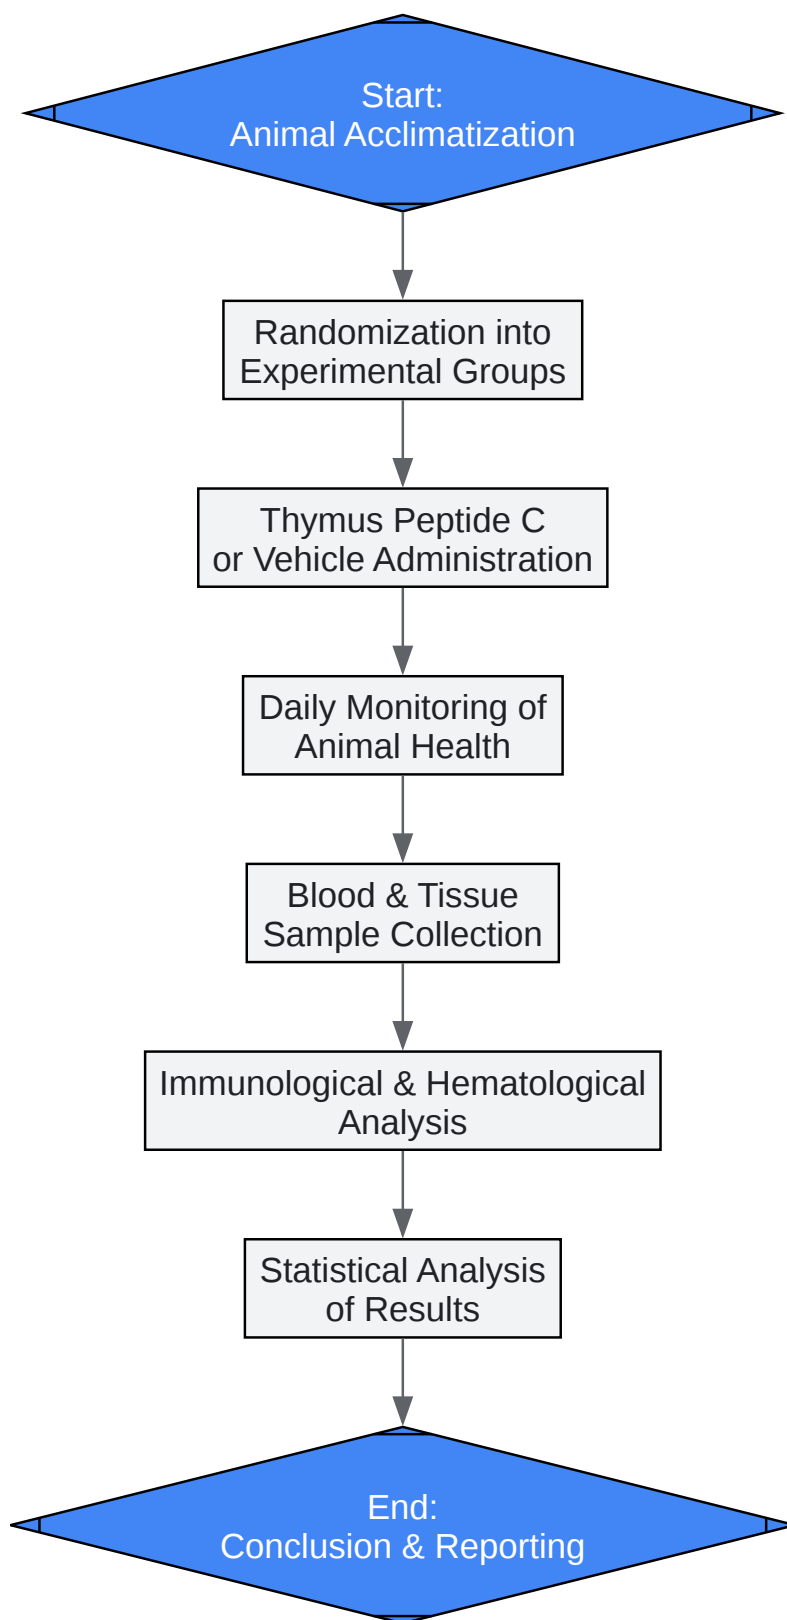 Start:
Animal Acclimatization
Randomization into
Experimental Groups
Thymus Peptide C
or Vehicle Administration
Daily Monitoring of
Animal Health
Blood & Tissue
Sample Collection
Immunological & Hematological
Analysis
Statistical Analysis
of Results
End:
Conclusion & Reporting